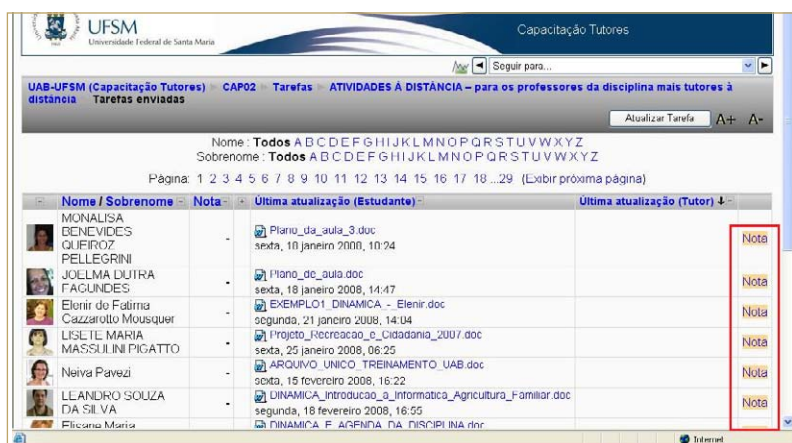 UFSM
Universidade Federal de Santa Maria
Capacitação Tutores
Seguir para...
UAB-UFSM (Capacitação Tutores) CAP02 Tarefas ATIVIDADES À DISTÂNCIA – para os professores da disciplina mais tutores à
distância Tarefas enviadas
Atualizar Tarefa A+ A-
Nome : Todos A B C D E F G H I J K L M N O P Q R S T U V W X Y Z
Sobrenome : Todos A B C D E F G H I J K L M N O P Q R S T U V W X Y Z
Página: 1 2 3 4 5 6 7 8 9 10 11 12 13 14 15 16 17 18 ...29 (Exibir próxima página)
Nome / Sobrenome Nota Última atualização (Estudante) Última atualização (Tutor)
MONALISA
BENEVIDES
QUEIROZ
PELLEGRINI
- Plano_da_aula_3.doc
sexta, 18 janeiro 2008, 10:24
Nota
JOELMA DUTRA
FAGUNDES
- Plano_de_aula.doc
sexta, 18 janeiro 2008, 14:47
Nota
Elenir de Fatima
Cazzarotto Mousquer
- EXEMPLO1_DINAMICA_-_Elenir.doc
segunda, 21 janeiro 2008, 14:04
Nota
LISETE MARIA
MASSULINI PIGATTO
- Projeto_Recreacao_e_Cidadania_2007.doc
sexta, 25 janeiro 2008, 06:25
Nota
Neiva Pavezi
- ARQUIVO_UNICO_TREINAMENTO_UAB.doc
sexta, 15 fevereiro 2008, 16:22
Nota
LEANDRO SOUZA
DA SILVA
- DINAMICA_Introducao_a_Informatica_Agricultura_Familiar.doc
segunda, 18 fevereiro 2008, 16:55
Nota
Elisane Maria
DINAMICA_E_AGENDA_DA_DISCIPLINA.doc
Internet